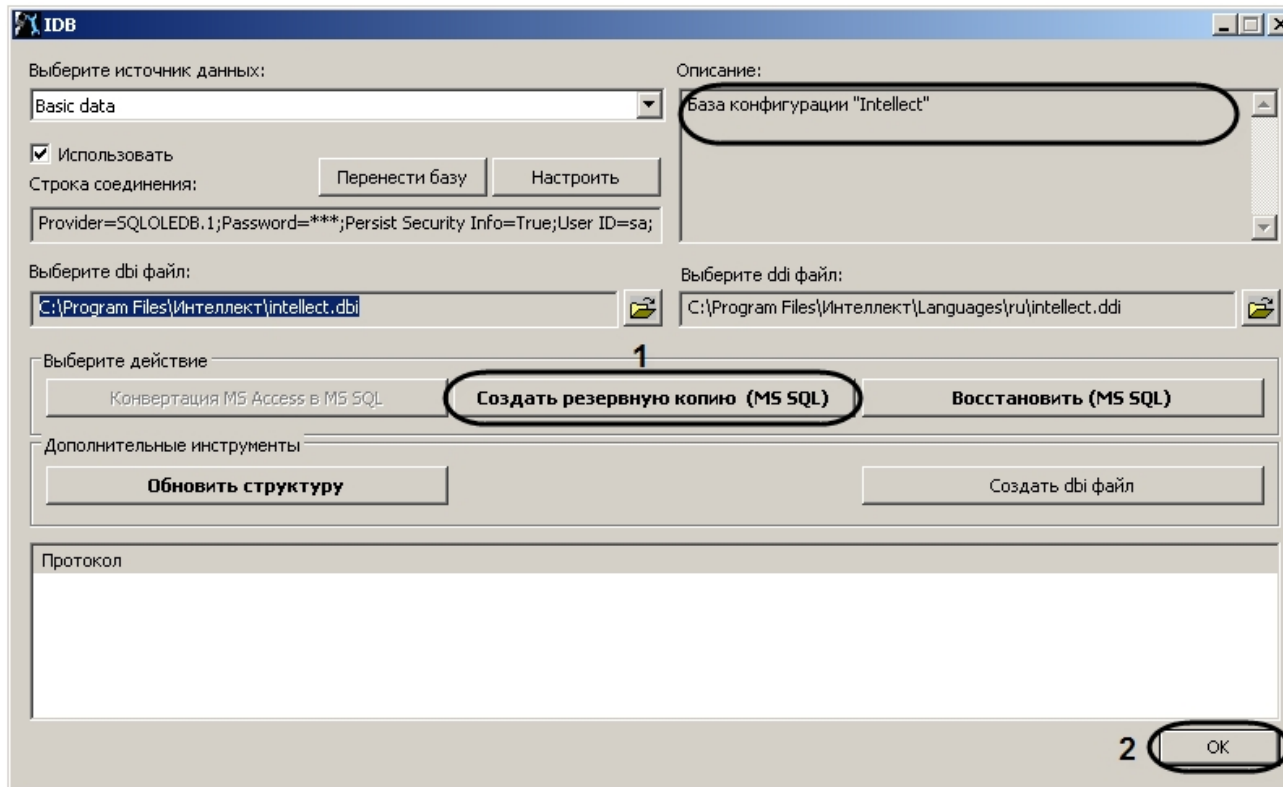 IDB
Выберите источник данных:
Описание:
Basic data
База конфигурации "Intellect"
Использовать
Строка соединения:
Перенести базу
Настроить
Provider=SQLOLEDB.1;Password=***;Persist Security Info=True;User ID=sa;
Выберите dbi файл:
Выберите ddi файл:
C:\Program Files\Интеллект\intellect.dbi
C:\Program Files\Интеллект\Languages\ru\intellect.ddi
1
Выберите действие
Конвертация MS Access в MS SQL
Создать резервную копию (MS SQL)
Восстановить (MS SQL)
Дополнительные инструменты
Обновить структуру
Создать dbi файл
Протокол
2
OK